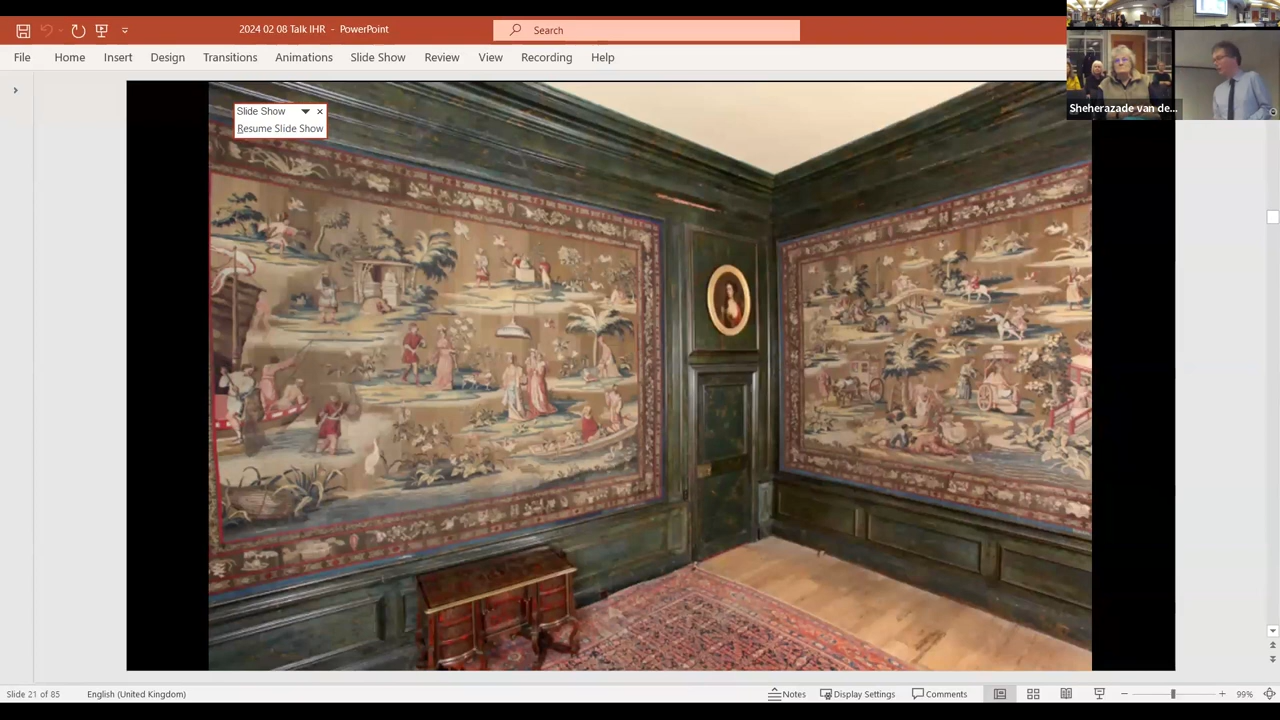 2024 02 08 Talk IHR - PowerPoint
Search
File Home Insert Design Transitions Animations Slide Show Review View Recording Help
Slide Show
Resume Slide Show
Sheherazade van de...
Slide 21 of 85
English (United Kingdom)
Notes
Display Settings
Comments
99%